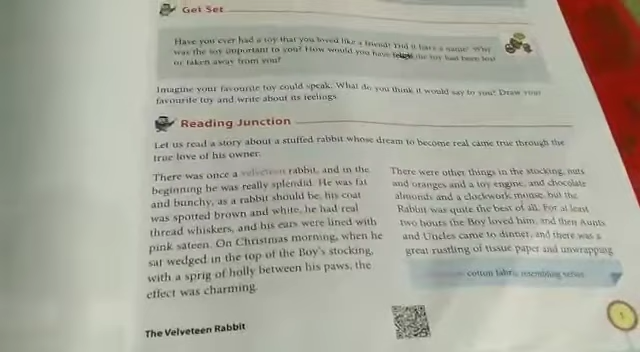 Get Set
Have you ever had a toy that you loved like a friend? Did it have a name? Why
was the toy important to you? How would you have felt if the toy had been lost
or taken away from you?
Imagine your favourite toy could speak. What do you think it would say to you? Draw your
favourite toy and write about its feelings.
Reading Junction
Let us read a story about a stuffed rabbit whose dream to become real came true through the
true love of his owner.
There was once a velveteen rabbit, and in the
beginning he was really splendid. He was fat
and bunchy, as a rabbit should be, his coat
was spotted brown and white, he had real
thread whiskers, and his ears were lined with
pink sateen. On Christmas morning, when he
sat wedged in the top of the Boy's stocking,
with a sprig of holly between his paws, the
effect was charming.
There were other things in the stocking, nuts
and oranges and a toy engine, and chocolate
almonds and a clockwork mouse, but the
Rabbit was quite the best of all. For at least
two hours the Boy loved him, and then Aunts
and Uncles came to dinner, and there was a
great rustling of tissue paper and unwrapping
cotton fabric resembling velvet
The Velveteen Rabbit